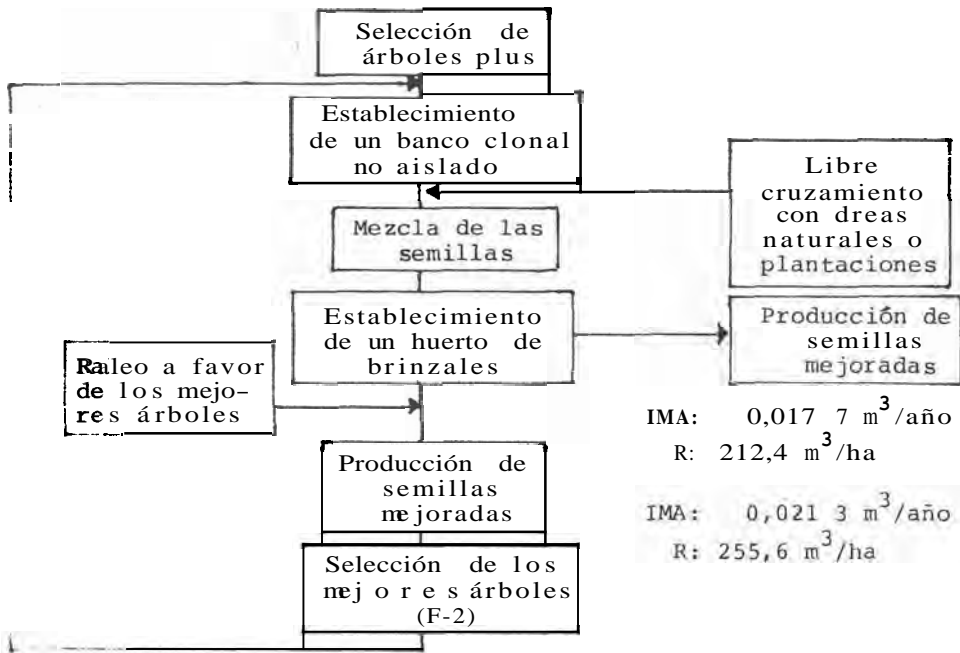 Selección de
árboles plus
Establecimiento
de un banco clonal
no aislado
Libre
cruzamiento
con dreas
naturales o
plantaciones
Mezcla de las
semillas
Establecimiento
de un huerto de
brinzales
Producción de
semillas
mejoradas
Raleo a favor
de los mejo-
res árboles
IMA: 0,017 7 m³/año
R: 212,4 m³/ha
Producción de
semillas
mejoradas
IMA: 0,021 3 m³/año
R: 255,6 m³/ha
Selección de los
mejores árboles
(F-2)